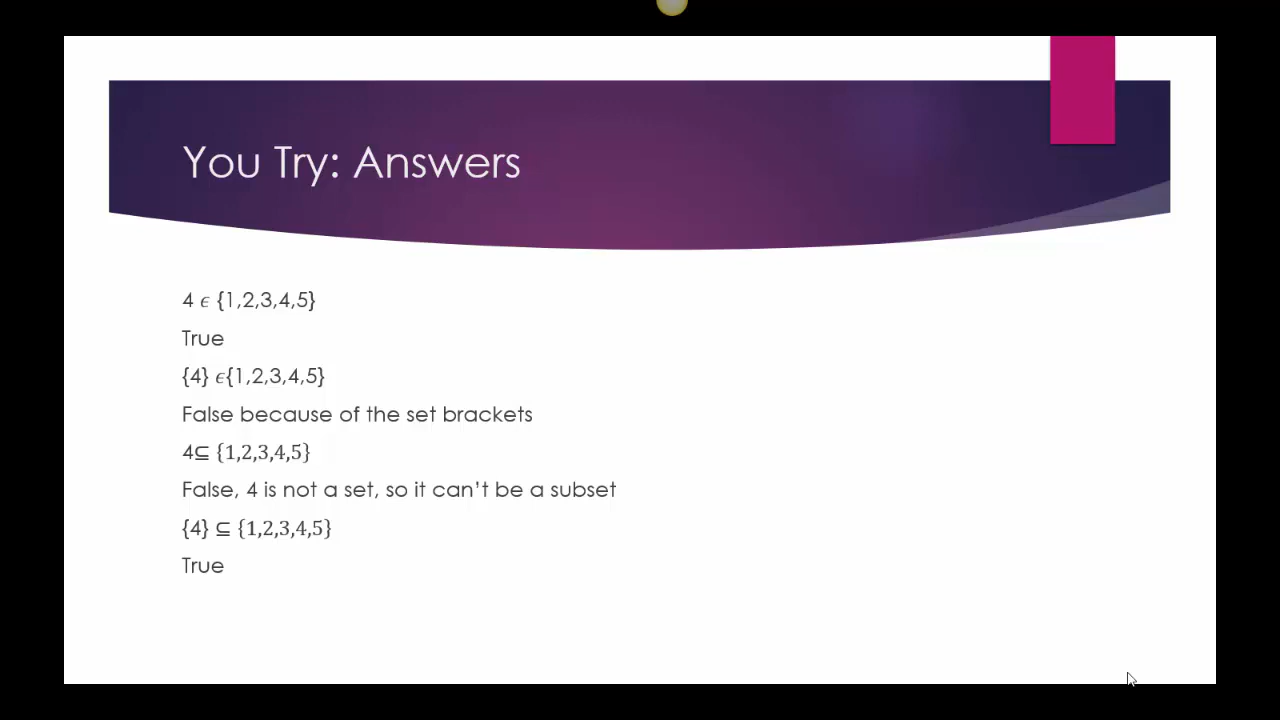 You Try: Answers
4 ϵ {1,2,3,4,5}
True
{4} ϵ{1,2,3,4,5}
False because of the set brackets
4⊆ {1,2,3,4,5}
False, 4 is not a set, so it can’t be a subset
{4} ⊆ {1,2,3,4,5}
True